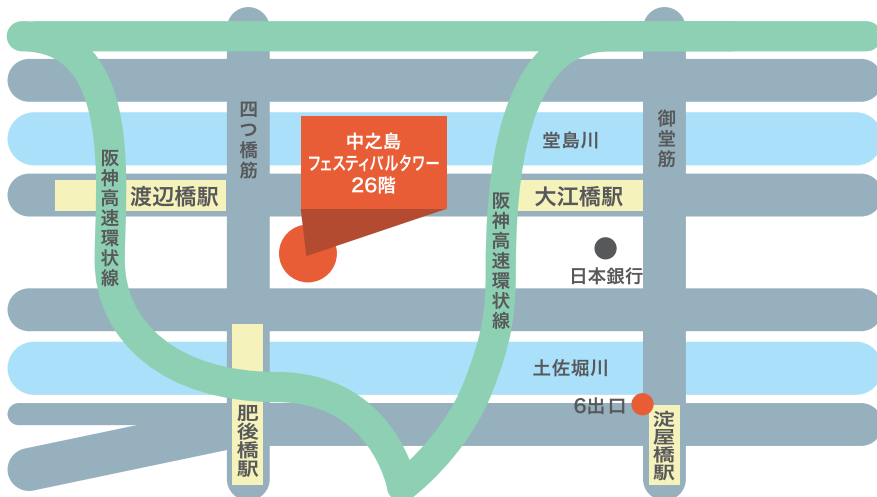 四つ橋筋
御堂筋
中之島
フェスティバルタワー
26階
堂島川
阪神高速環状線
渡辺橋駅
大江橋駅
阪神高速環状線
日本銀行
土佐堀川
6出口
肥後橋駅
淀屋橋駅